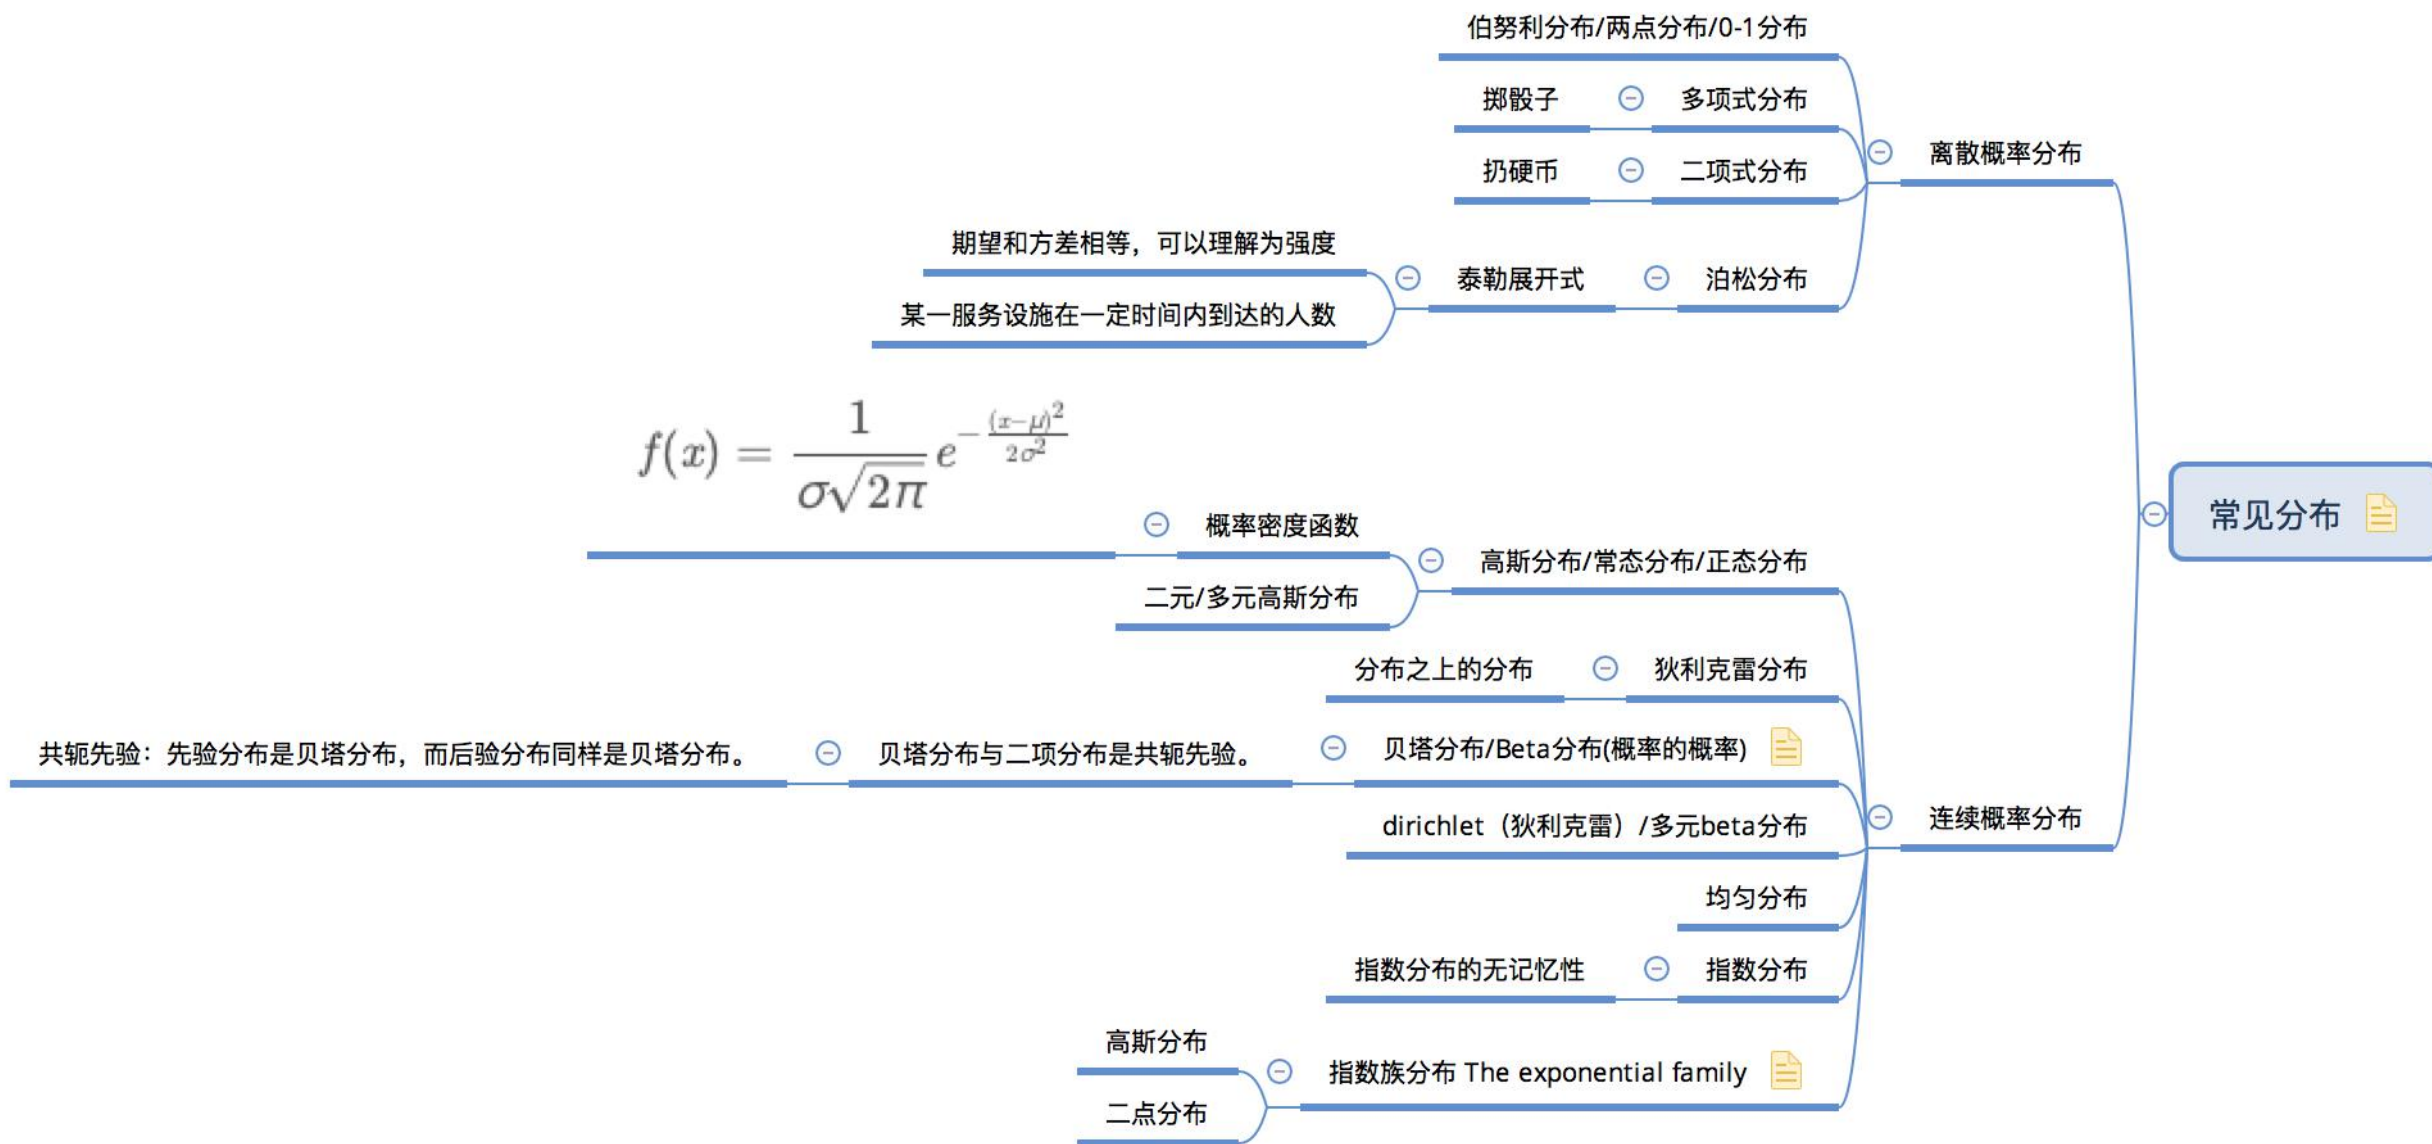 伯努利分布/两点分布/0-1分布
掷骰子
多项式分布
离散概率分布
扔硬币
二项式分布
期望和方差相等，可以理解为强度
泰勒展开式
泊松分布
某一服务设施在一定时间内到达的人数
f(x) = \frac{1}{σ\sqrt{2π}} e^{-\frac{(x-μ)^2}{2σ^2}}
常见分布
概率密度函数
高斯分布/常态分布/正态分布
二元/多元高斯分布
分布之上的分布
狄利克雷分布
共轭先验：先验分布是贝塔分布，而后验分布同样是贝塔分布。
贝塔分布与二项分布是共轭先验。
贝塔分布/Beta分布(概率的概率)
dirichlet（狄利克雷）/多元beta分布
连续概率分布
均匀分布
指数分布的无记忆性
指数分布
高斯分布
指数族分布 The exponential family
二点分布